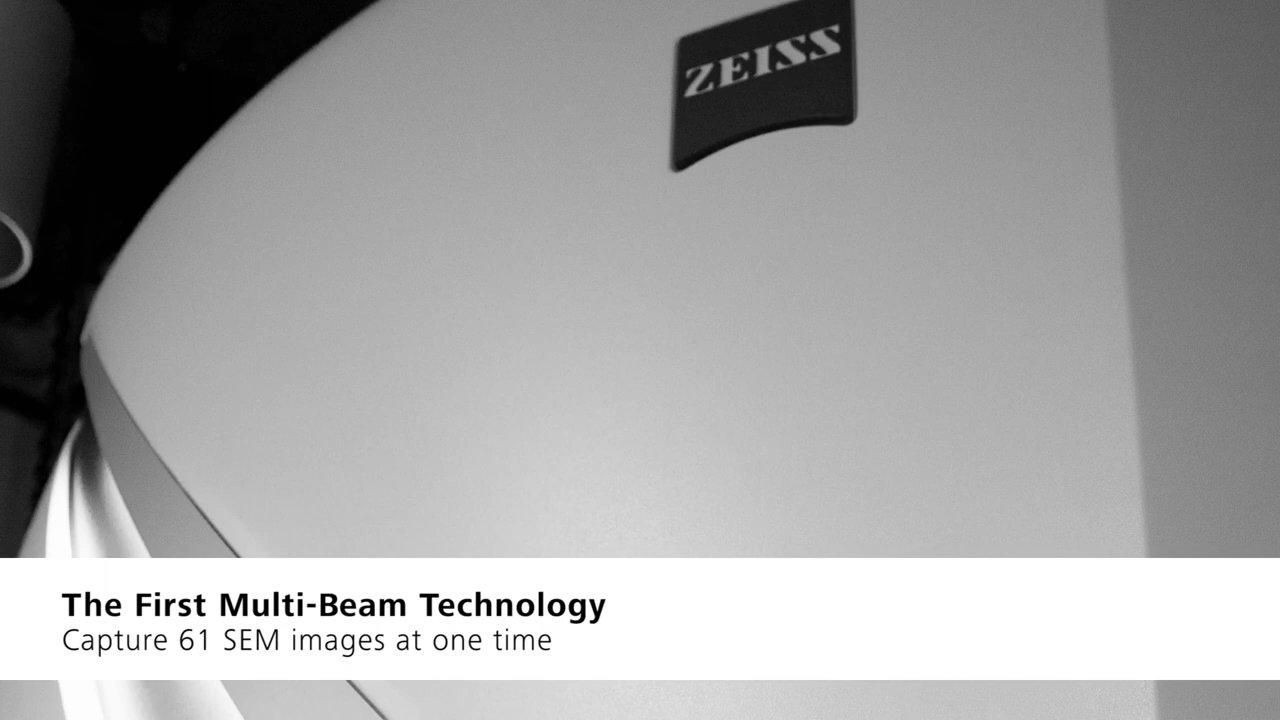 ZEISS
The First Multi-Beam Technology
Capture 61 SEM images at one time